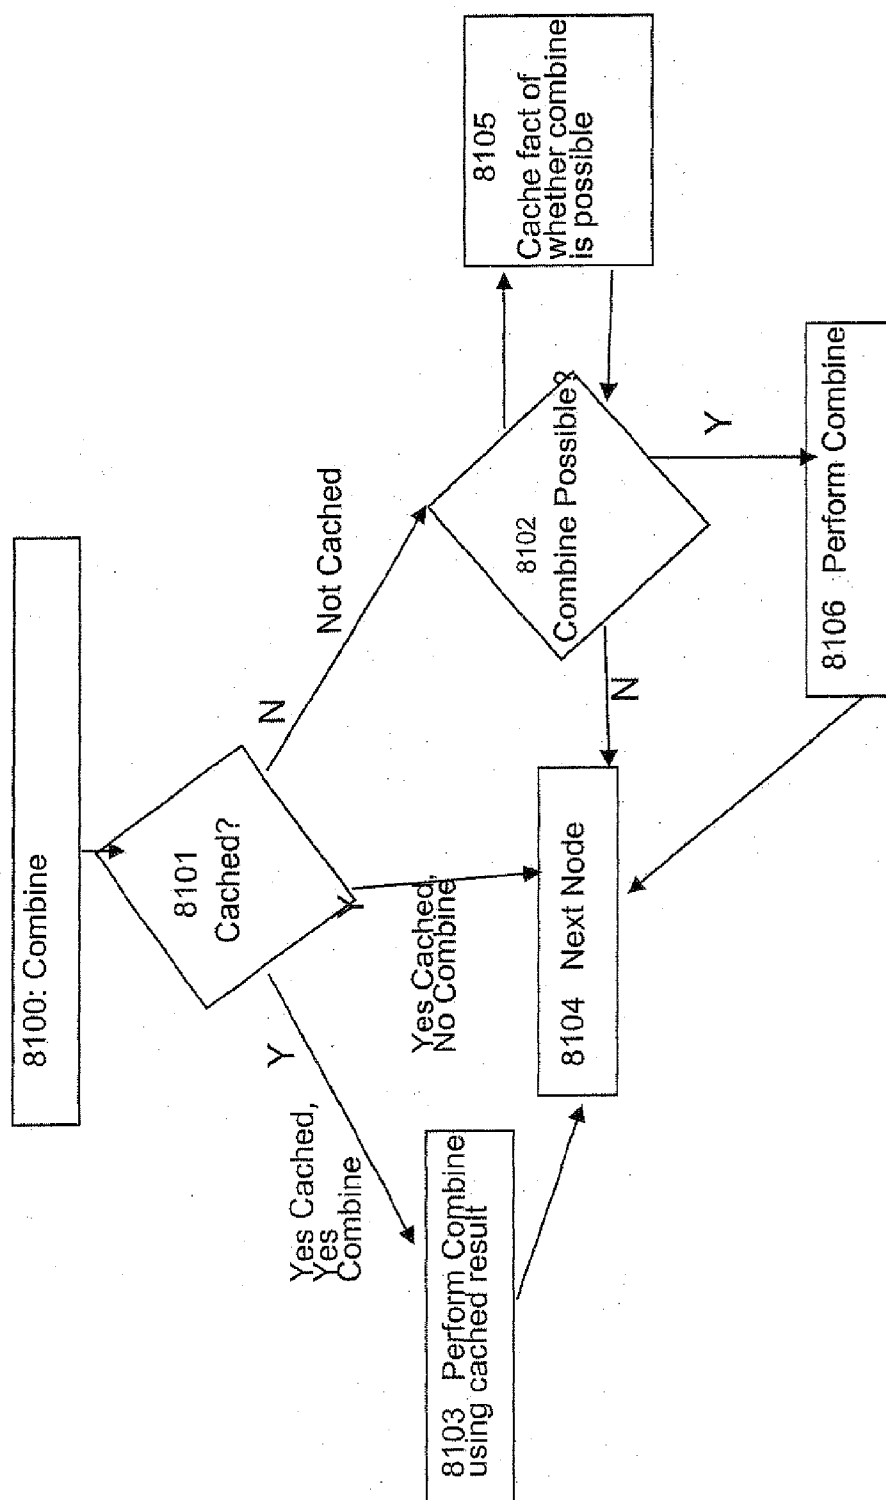 8100: Combine
8101
Cached?
Y
Yes Cached,
Yes
Combine
Y
Yes Cached,
No Combine
N
Not Cached
8102
Combine Possible?
8105
Cache fact of
whether combine
is possible
N
Y
8103 Perform Combine
using cached result
8104 Next Node
8106 Perform Combine